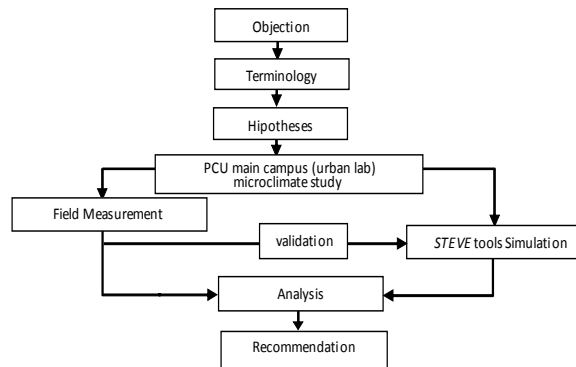 Objection
Terminology
Hipotheses
PCU main campus (urban lab)
microclimate study
Field Measurement
validation
STEVE tools Simulation
Analysis
Recommendation